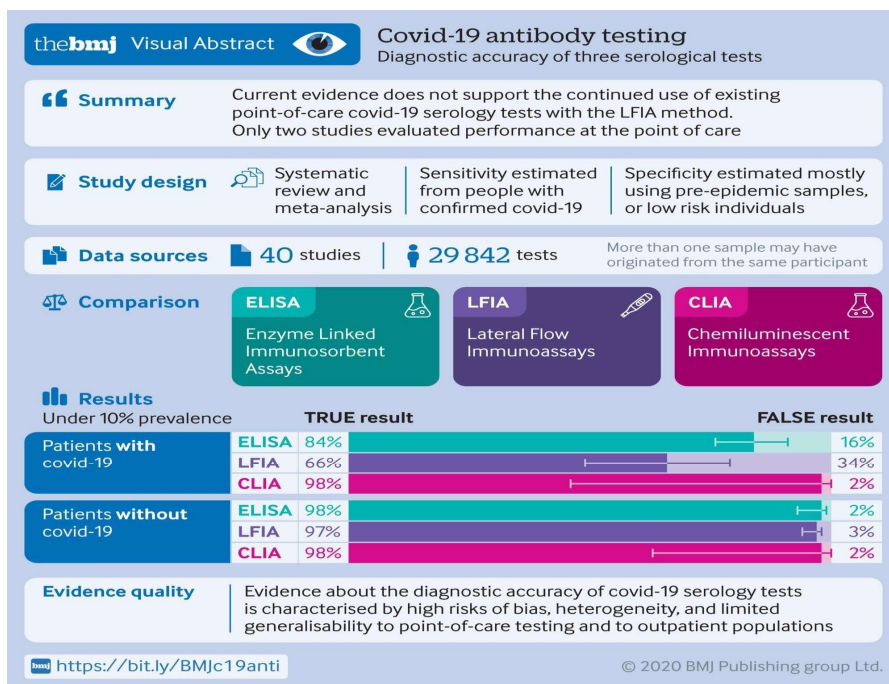 thebmj Visual Abstract
Covid-19 antibody testing
Diagnostic accuracy of three serological tests
Summary
Current evidence does not support the continued use of existing
point-of-care covid-19 serology tests with the LFIA method.
Only two studies evaluated performance at the point of care
Study design
Systematic
review and
meta-analysis
Sensitivity estimated
from people with
confirmed covid-19
Specificity estimated mostly
using pre-epidemic samples,
or low risk individuals
Data sources
40 studies
29 842 tests
More than one sample may have
originated from the same participant
Comparison
ELISA
Enzyme Linked
Immunosorbent
Assays
LFIA
Lateral Flow
Immunoassays
CLIA
Chemiluminescent
Immunoassays
Results
Under 10% prevalence
TRUE result
FALSE result
Patients with
covid-19
ELISA 84% 16%
LFIA 66% 34%
CLIA 98% 2%
Patients without
covid-19
ELISA 98% 2%
LFIA 97% 3%
CLIA 98% 2%
Evidence quality
Evidence about the diagnostic accuracy of covid-19 serology tests
is characterised by high risks of bias, heterogeneity, and limited
generalisability to point-of-care testing and to outpatient populations
bmj https://bit.ly/BMJc19anti
© 2020 BMJ Publishing group Ltd.